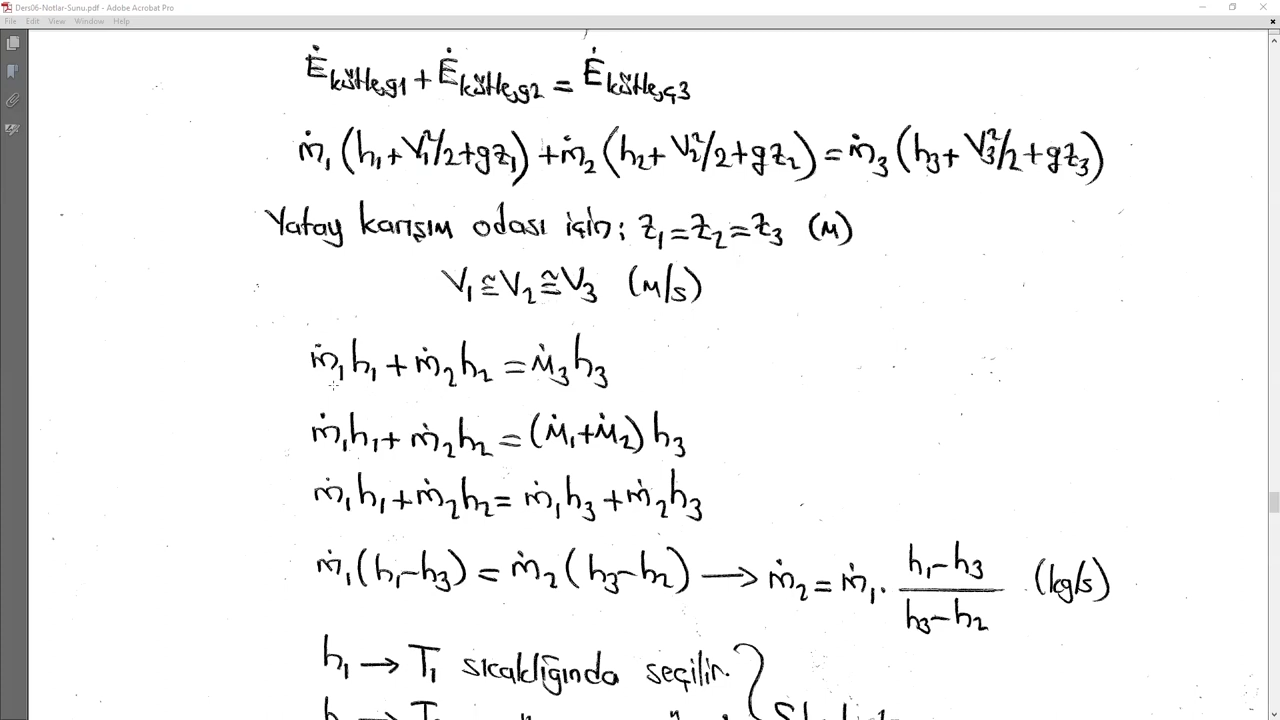 Ders06-Notlar-Sunu.pdf - Adobe Acrobat Pro
File Edit View Window Help
Ė kütle,g1 + Ė kütle,g2 = Ė kütle,ç3
ṁ₁ (h₁+V₁²/2+gz₁) + ṁ₂ (h₂+V₂²/2+gz₂) = ṁ₃ (h₃+V₃²/2+gz₃)
Yatay karışım odası için; z₁=z₂=z₃ (m)
V₁≅V₂≅V₃ (m/s)
ṁ₁h₁ + ṁ₂h₂ = ṁ₃h₃
ṁ₁h₁ + ṁ₂h₂ = (ṁ₁+ṁ₂) h₃
ṁ₁h₁ + ṁ₂h₂ = ṁ₁h₃ + ṁ₂h₃
ṁ₁(h₁-h₃) = ṁ₂(h₃-h₂) → ṁ₂ = ṁ₁. (h₁-h₃)/(h₃-h₂) (kg/s)
h₁ → T₁ sıcaklığında seçilir. }